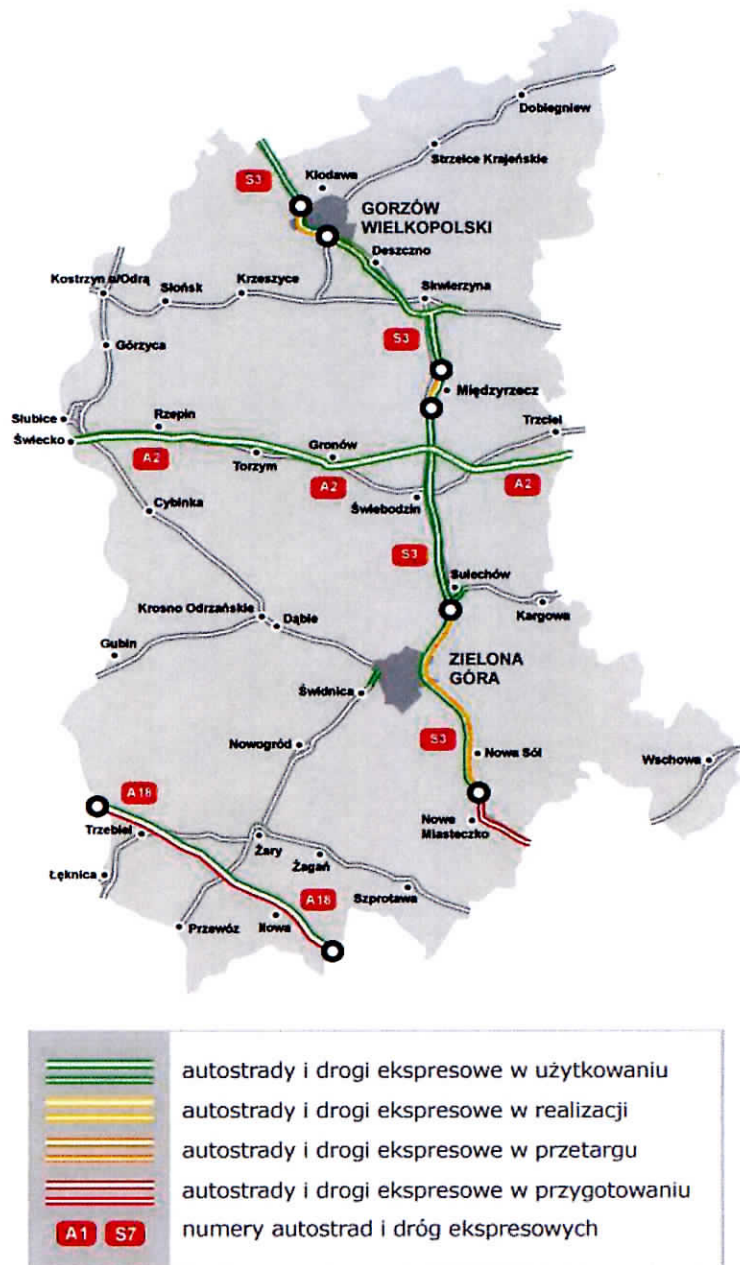 Dobiegniew
Strzelce Krajeńskie
S3
Kłodawa
GORZÓW
WIELKOPOLSKI
Deszczno
Kostrzyn n/Odrą
Słońsk
Krzeszyce
Skwierzyna
Górzyca
S3
Międzyrzecz
Słubice
Rzepin
Trzciel
Świecko
Gronów
A2
Torzym
A2
A2
Świebodzin
Cybinka
S3
Sulechów
Krosno Odrzańskie
Dąbie
Kargowa
Gubin
ZIELONA
GÓRA
Świdnica
Nowogród
S3
Nowa Sól
Wschowa
A18
Trzebiel
Nowe
Miasteczko
Żary
Żagań
Łęknica
A18
Szprotawa
Przewóz
Iłowa
autostrady i drogi ekspresowe w użytkowaniu
autostrady i drogi ekspresowe w realizacji
autostrady i drogi ekspresowe w przetargu
autostrady i drogi ekspresowe w przygotowaniu
A1 S7 numery autostrad i dróg ekspresowych